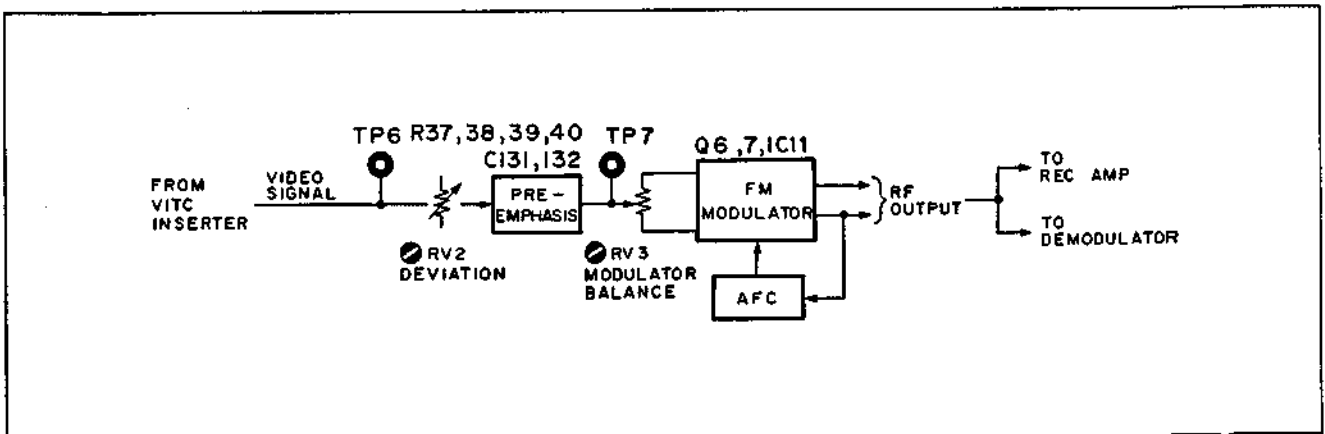 TP6 R37,38,39,40 TP7
C131,132
Q6,7,IC11
FROM
VITC
INSERTER
VIDEO
SIGNAL
PRE-
EMPHASIS
FM
MODULATOR
RF
OUTPUT
TO
REC AMP
TO
DEMODULATOR
RV2
DEVIATION
RV3
MODULATOR
BALANCE
AFC